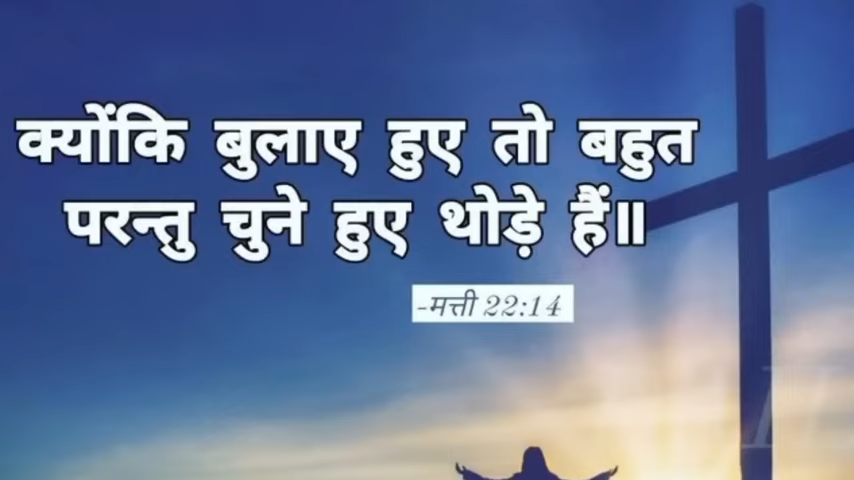 क्योंकि बुलाए हुए तो बहुत
परन्तु चुने हुए थोड़े हैं॥
-मत्ती 22:14